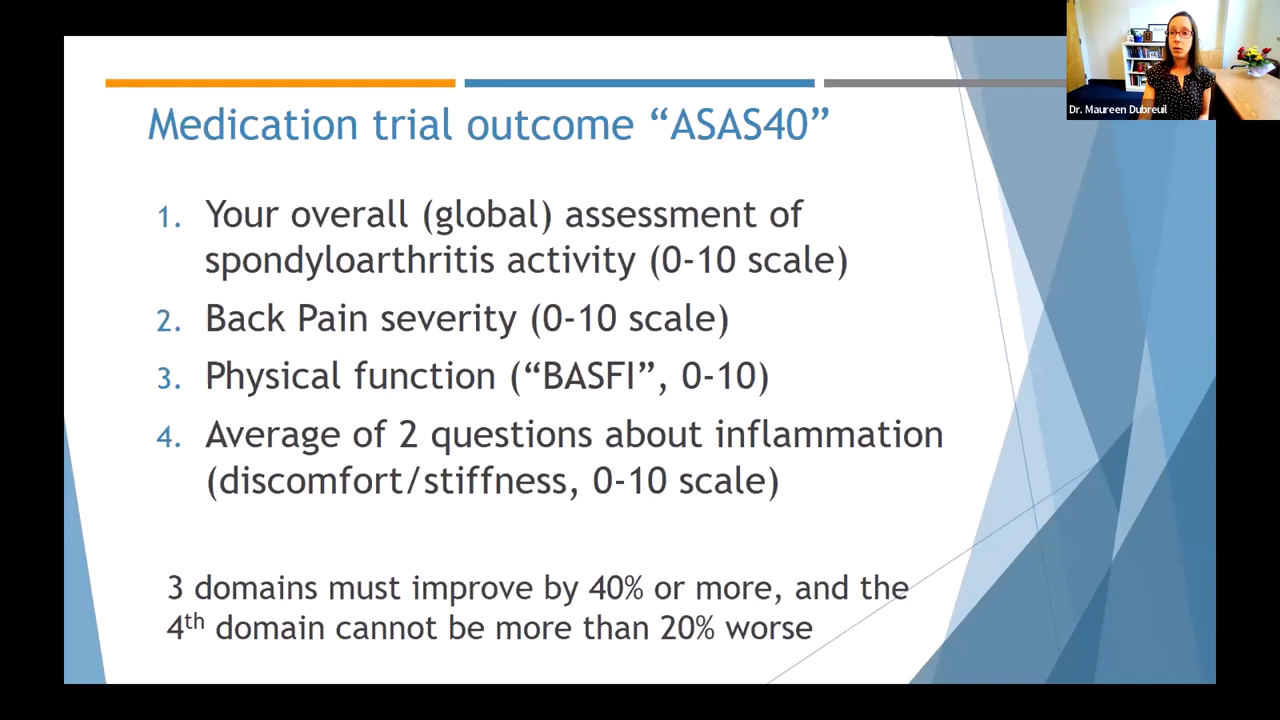 Dr. Maureen Dubreuil
Medication trial outcome “ASAS40”
1. Your overall (global) assessment of
spondyloarthritis activity (0-10 scale)
2. Back Pain severity (0-10 scale)
3. Physical function (“BASFI”, 0-10)
4. Average of 2 questions about inflammation
(discomfort/stiffness, 0-10 scale)
3 domains must improve by 40% or more, and the
4th domain cannot be more than 20% worse